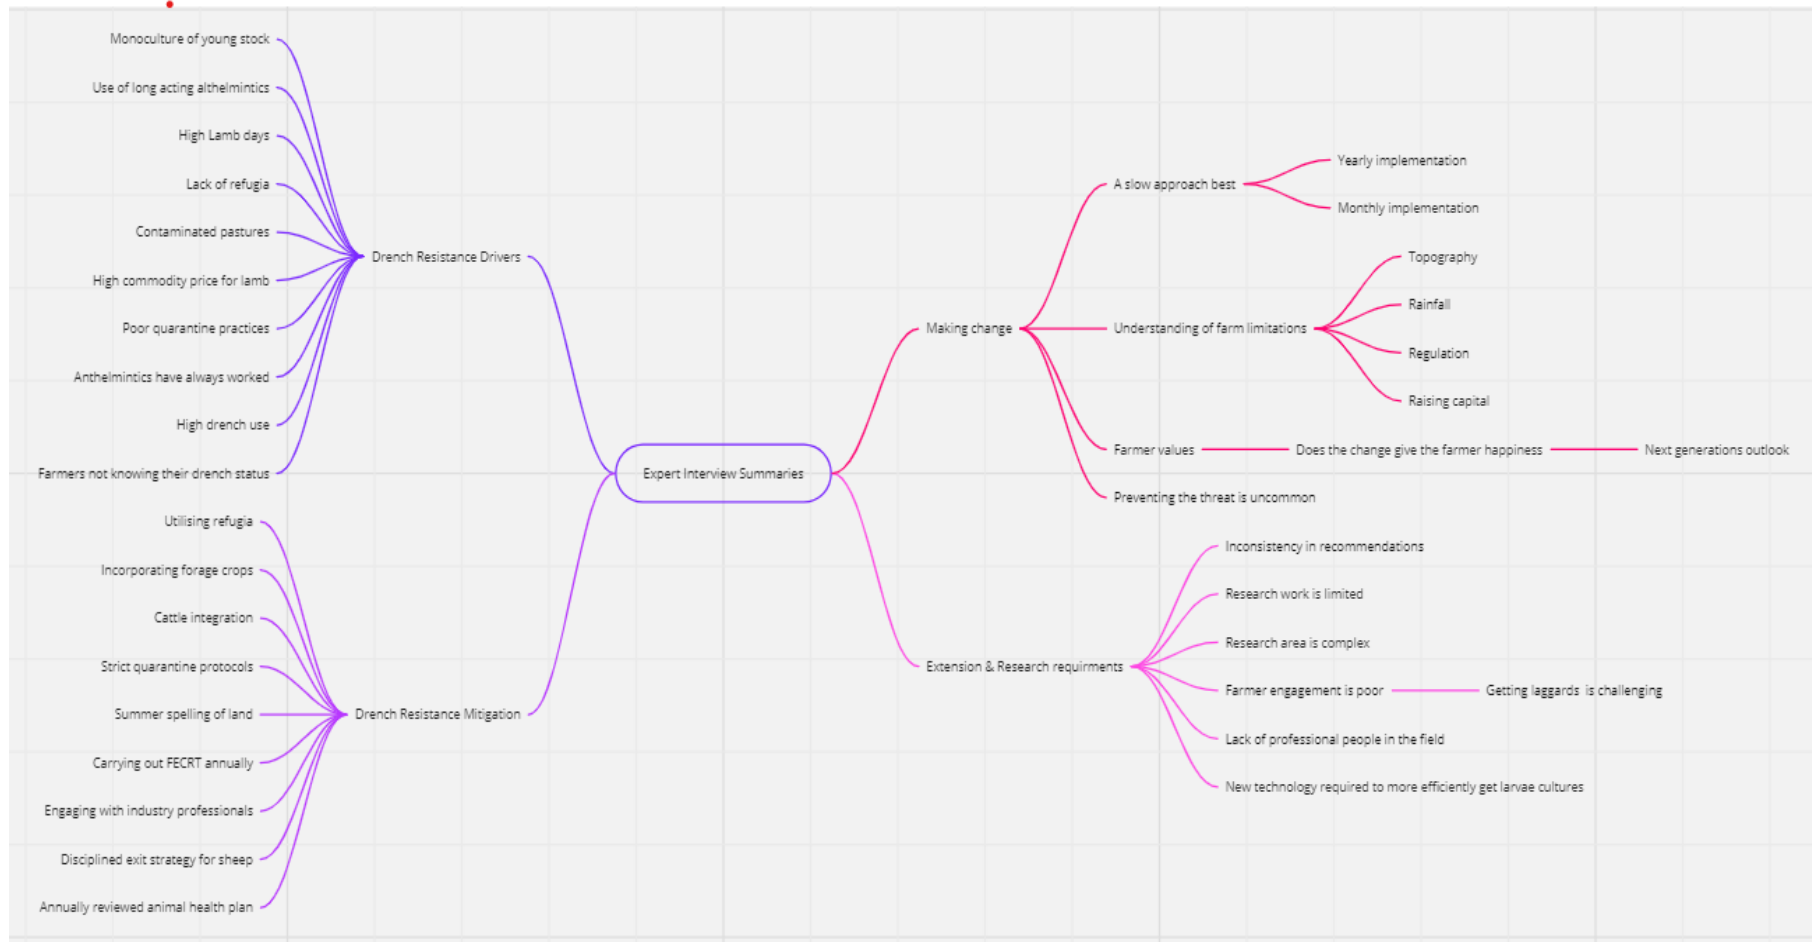 Monoculture of young stock
Use of long acting althelmintics
High Lamb days
Lack of refugia
Contaminated pastures
High commodity price for lamb
Poor quarantine practices
Anthelmintics have always worked
High drench use
Farmers not knowing their drench status
Drench Resistance Drivers
Utilising refugia
Incorporating forage crops
Cattle integration
Strict quarantine protocols
Summer spelling of land
Carrying out FECRT annually
Engaging with industry professionals
Disciplined exit strategy for sheep
Annually reviewed animal health plan
Drench Resistance Mitigation
Expert Interview Summaries
Making change
A slow approach best
Yearly implementation
Monthly implementation
Understanding of farm limitations
Topography
Rainfall
Regulation
Raising capital
Farmer values
Does the change give the farmer happiness
Next generations outlook
Preventing the threat is uncommon
Extension & Research requirments
Inconsistency in recommendations
Research work is limited
Research area is complex
Farmer engagement is poor
Getting laggards is challenging
Lack of professional people in the field
New technology required to more efficiently get larvae cultures